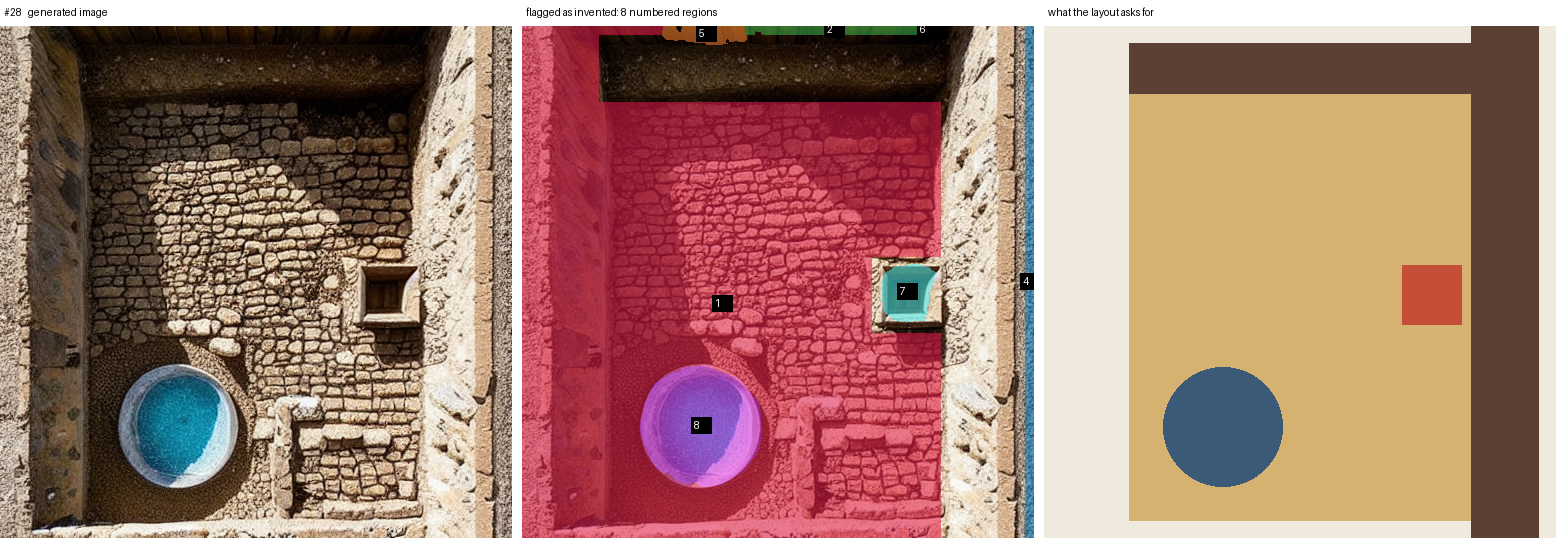 #28 generated image
flagged as invented: 8 numbered regions
what the layout asks for
5
2
6
4
7
1
8